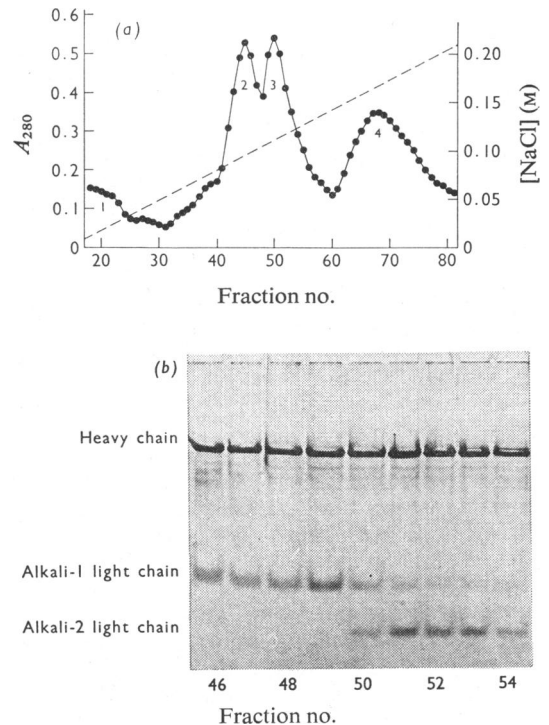 (a)
0.6
0.5
0.4
0.3
0.2
0.1
0
A280
1
2
3
4
0.20
0.15
0.10
0.05
0
[NaCl] (M)
20 30 40 50 60 70 80
Fraction no.
(b)
Heavy chain
Alkali-1 light chain
Alkali-2 light chain
46 48 50 52 54
Fraction no.